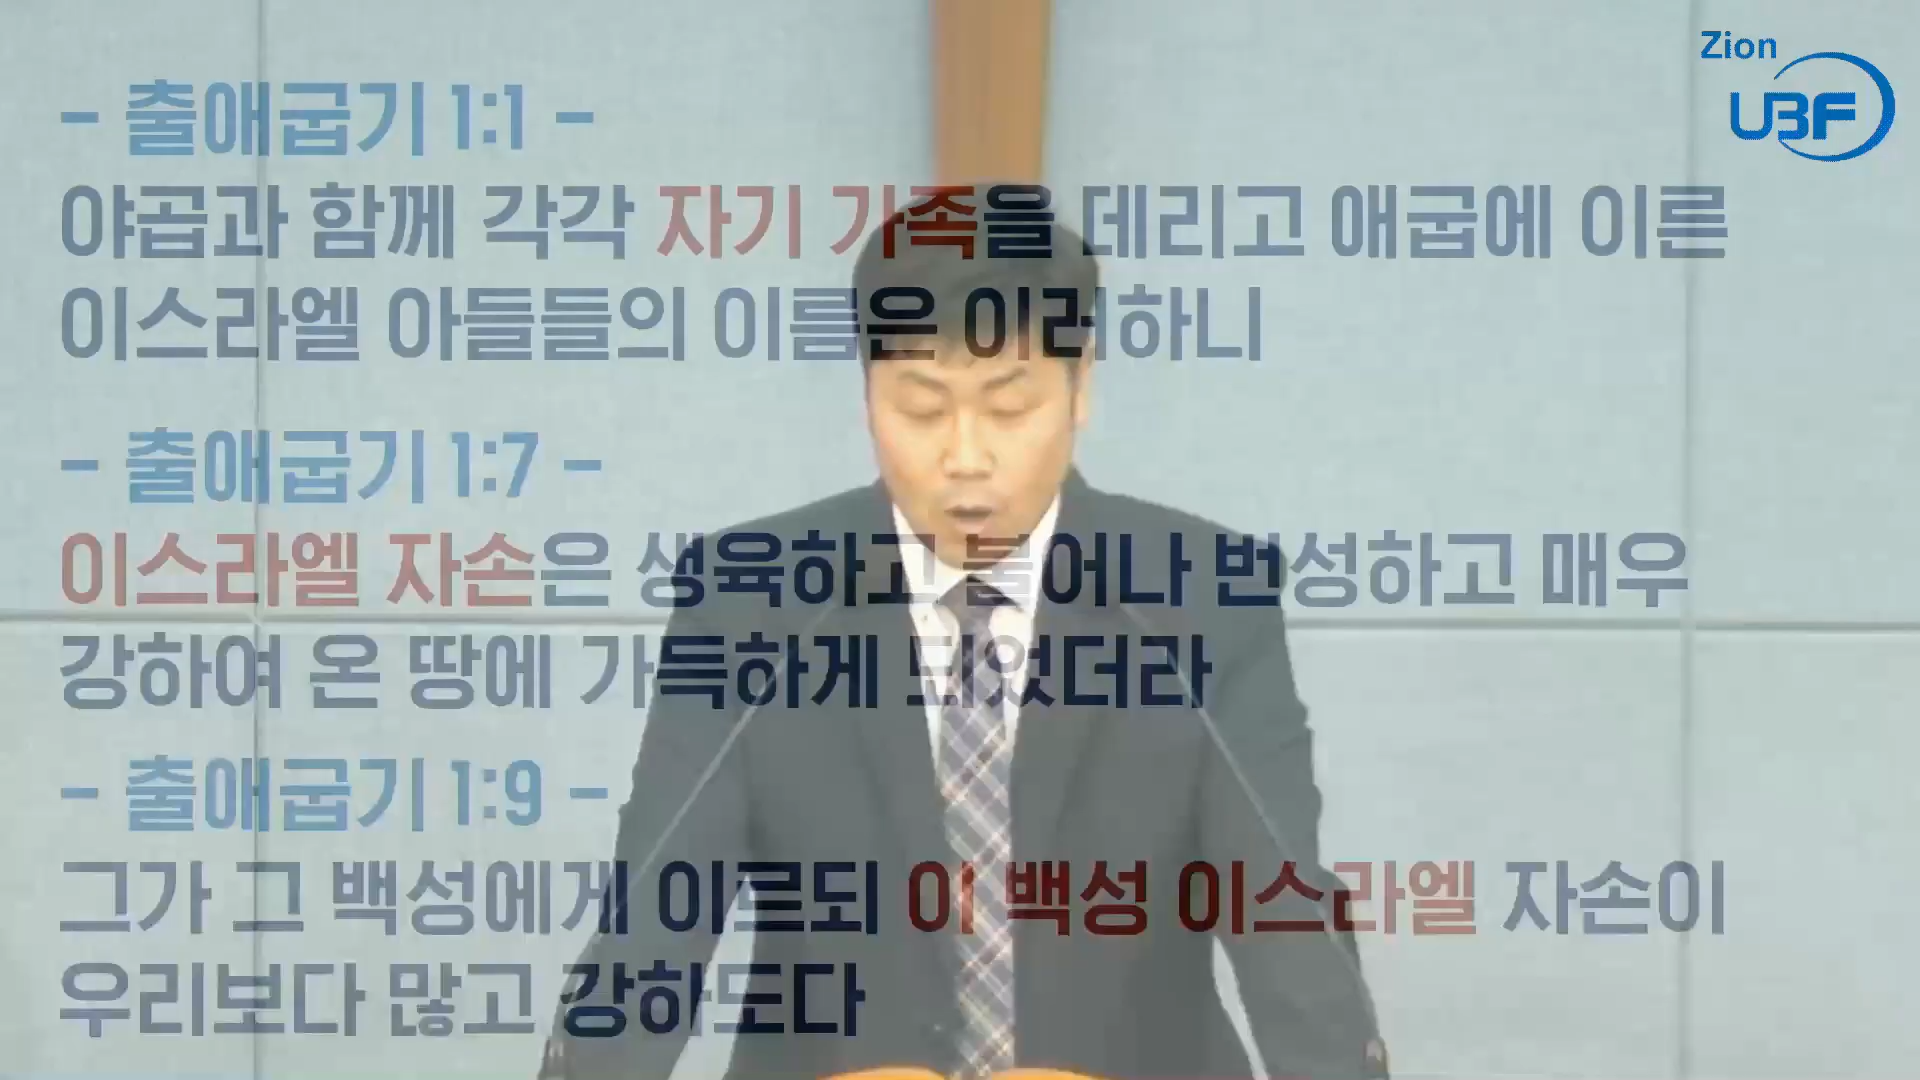 Zion
UBF
- 출애굽기 1:1 -
야곱과 함께 각각 자기 가족을 데리고 애굽에 이른
이스라엘 아들들의 이름은 이러하니
- 출애굽기 1:7 -
이스라엘 자손은 생육하고 불어나 번성하고 매우
강하여 온 땅에 가득하게 되었더라
- 출애굽기 1:9 -
그가 그 백성에게 이르되 이 백성 이스라엘 자손이
우리보다 많고 강하도다